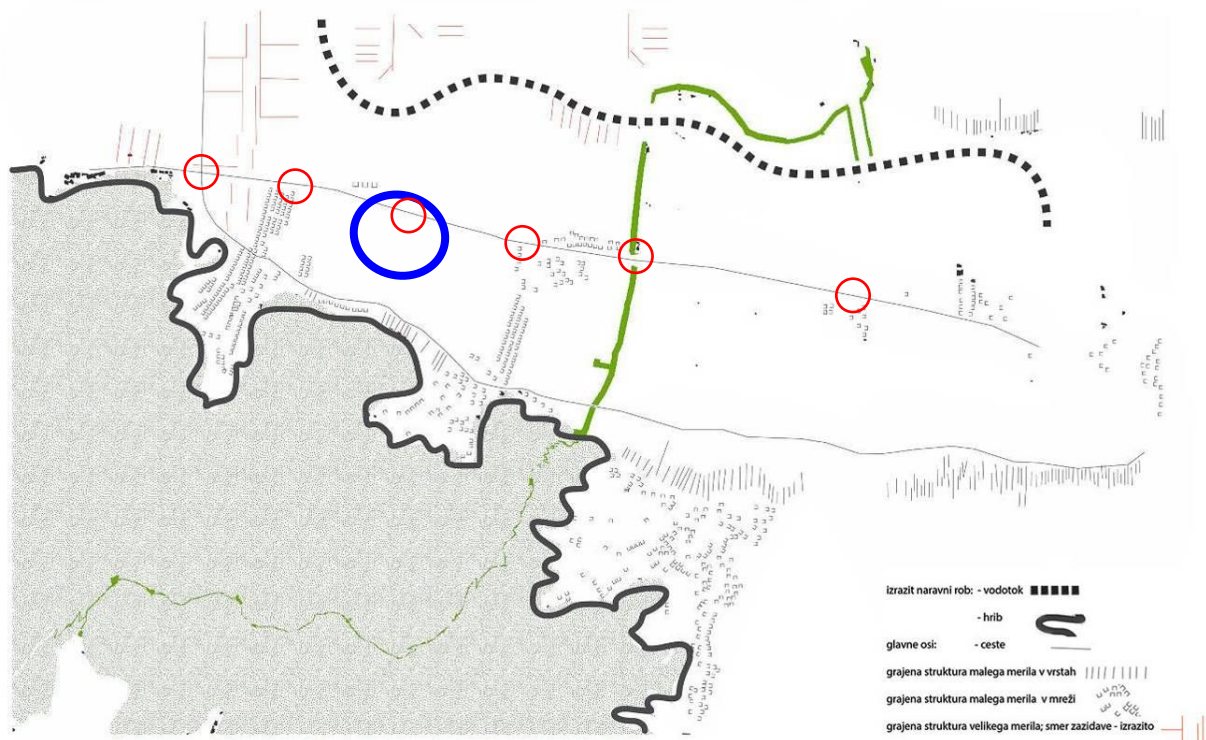 izrazit naravni rob: - vodotok
- hrib
glavne osi: - ceste
grajena struktura malega merila v vrstah
grajena struktura malega merila v mreži
grajena struktura velikega merila; smer zazidave - izrazito